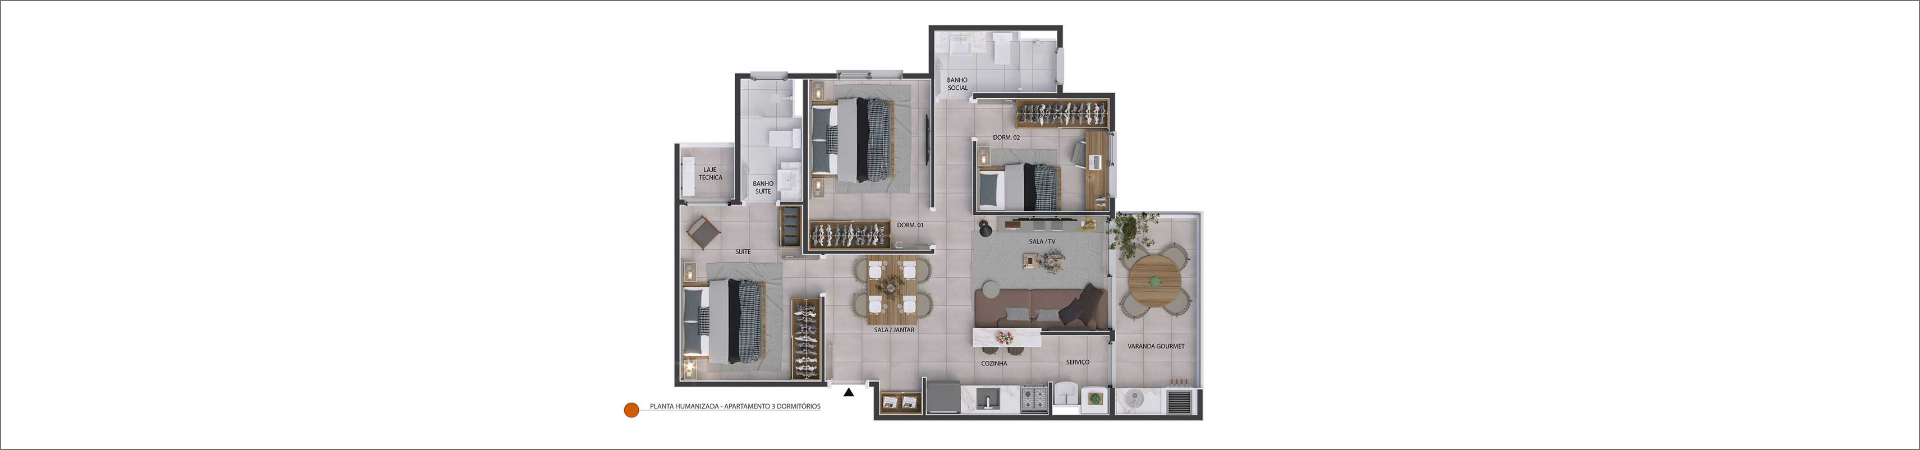 BANHO
SOCIAL
DORM. 02
LAJE
TÉCNICA
BANHO
SUÍTE
DORM. 01
SUÍTE
SALA / TV
SALA / JANTAR
VARANDA GOURMET
COZINHA
SERVIÇO
PLANTA HUMANIZADA - APARTAMENTO 3 DORMITÓRIOS